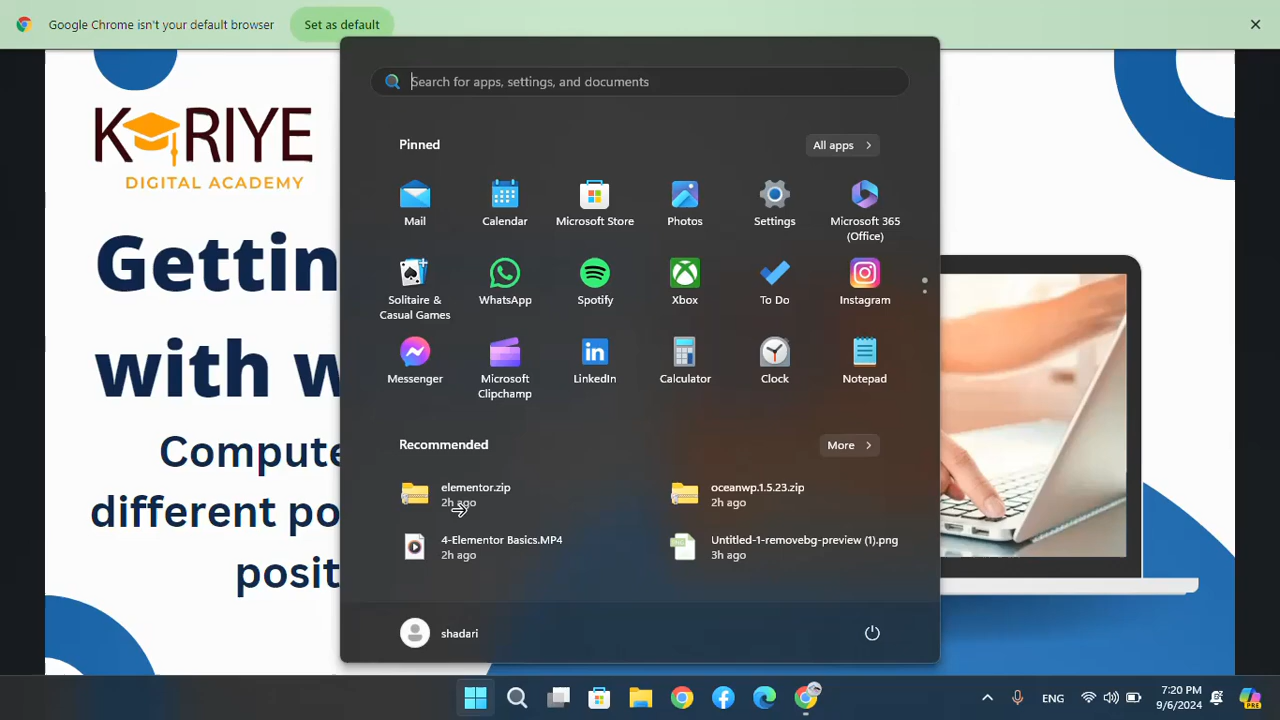 Google Chrome isn't your default browser Set as default
Search for apps, settings, and documents
K RIYE
DIGITAL ACADEMY
Gettin
with w
Compute
different po
posit
Pinned
All apps
Mail
Calendar
Microsoft Store
Photos
Settings
Microsoft 365
(Office)
Solitaire &
Casual Games
WhatsApp
Spotify
Xbox
To Do
Instagram
Messenger
Microsoft
Clipchamp
LinkedIn
Calculator
Clock
Notepad
Recommended
More
elementor.zip
2h ago
oceanwp.1.5.23.zip
2h ago
4-Elementor Basics.MP4
2h ago
Untitled-1-removebg-preview (1).png
3h ago
shadari
ENG
7:20 PM
9/6/2024
PRE